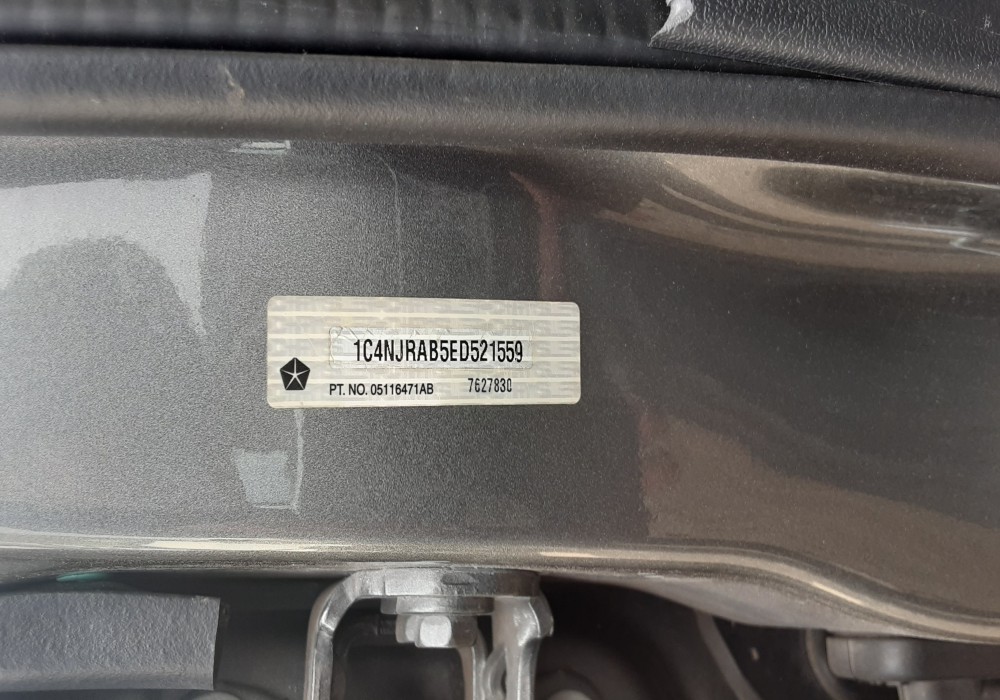 1C4NJRAB5ED521559
PT. NO. 05116471AB 7627830